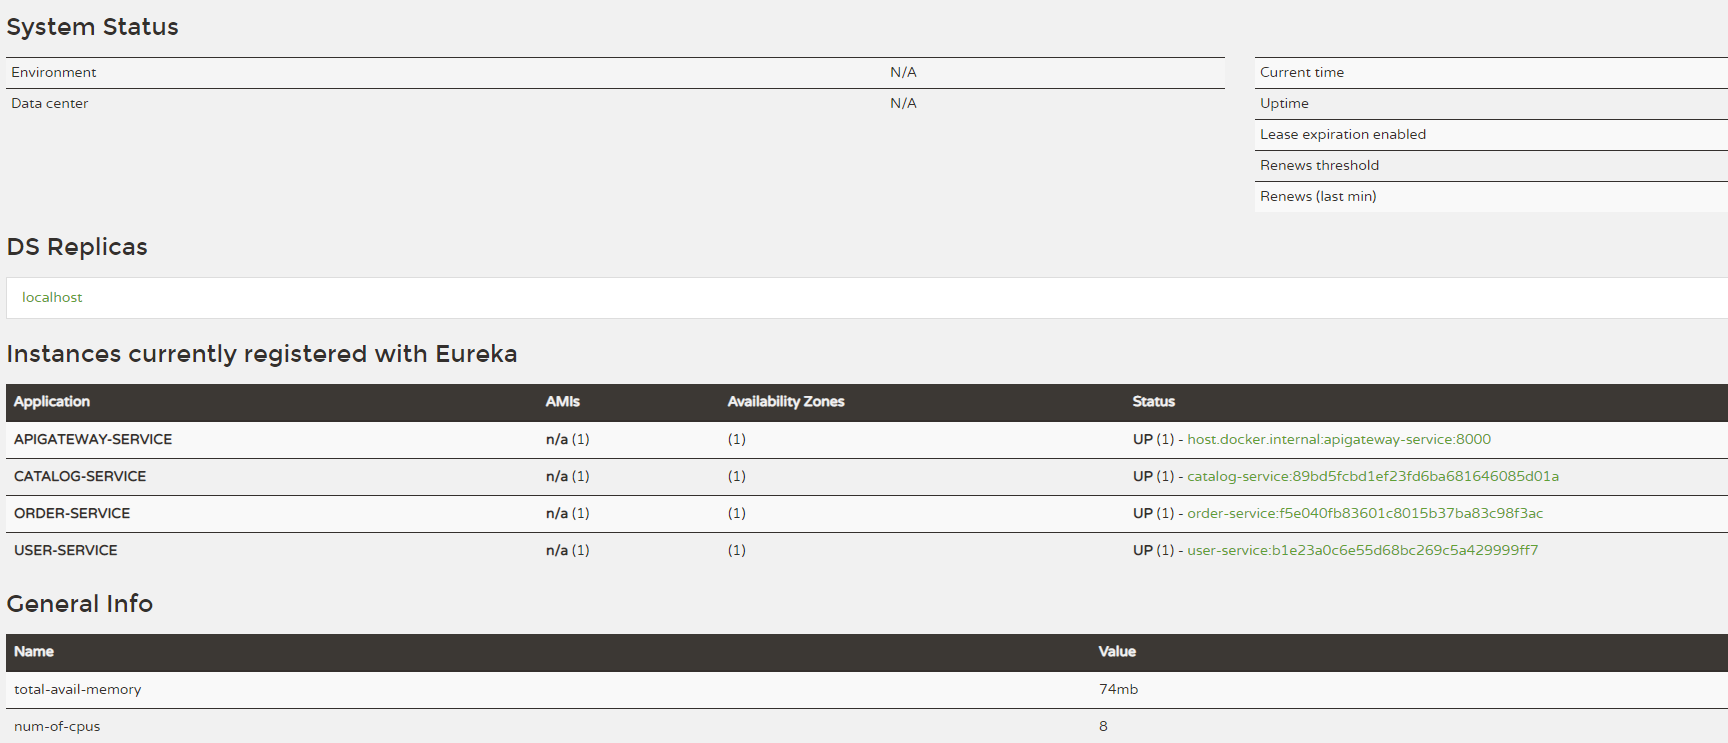 System Status
Environment N/A
Data center N/A
Current time
Uptime
Lease expiration enabled
Renews threshold
Renews (last min)
DS Replicas
localhost
Instances currently registered with Eureka
Application AMIs Availability Zones Status
APIGATEWAY-SERVICE n/a (1) (1) UP (1) - host.docker.internal:apigateway-service:8000
CATALOG-SERVICE n/a (1) (1) UP (1) - catalog-service:89bd5fcbd1ef23fd6ba681646085d01a
ORDER-SERVICE n/a (1) (1) UP (1) - order-service:f5e040fb83601c8015b37ba83c98f3ac
USER-SERVICE n/a (1) (1) UP (1) - user-service:b1e23a0c6e55d68bc269c5a429999ff7
General Info
Name Value
total-avail-memory 74mb
num-of-cpus 8